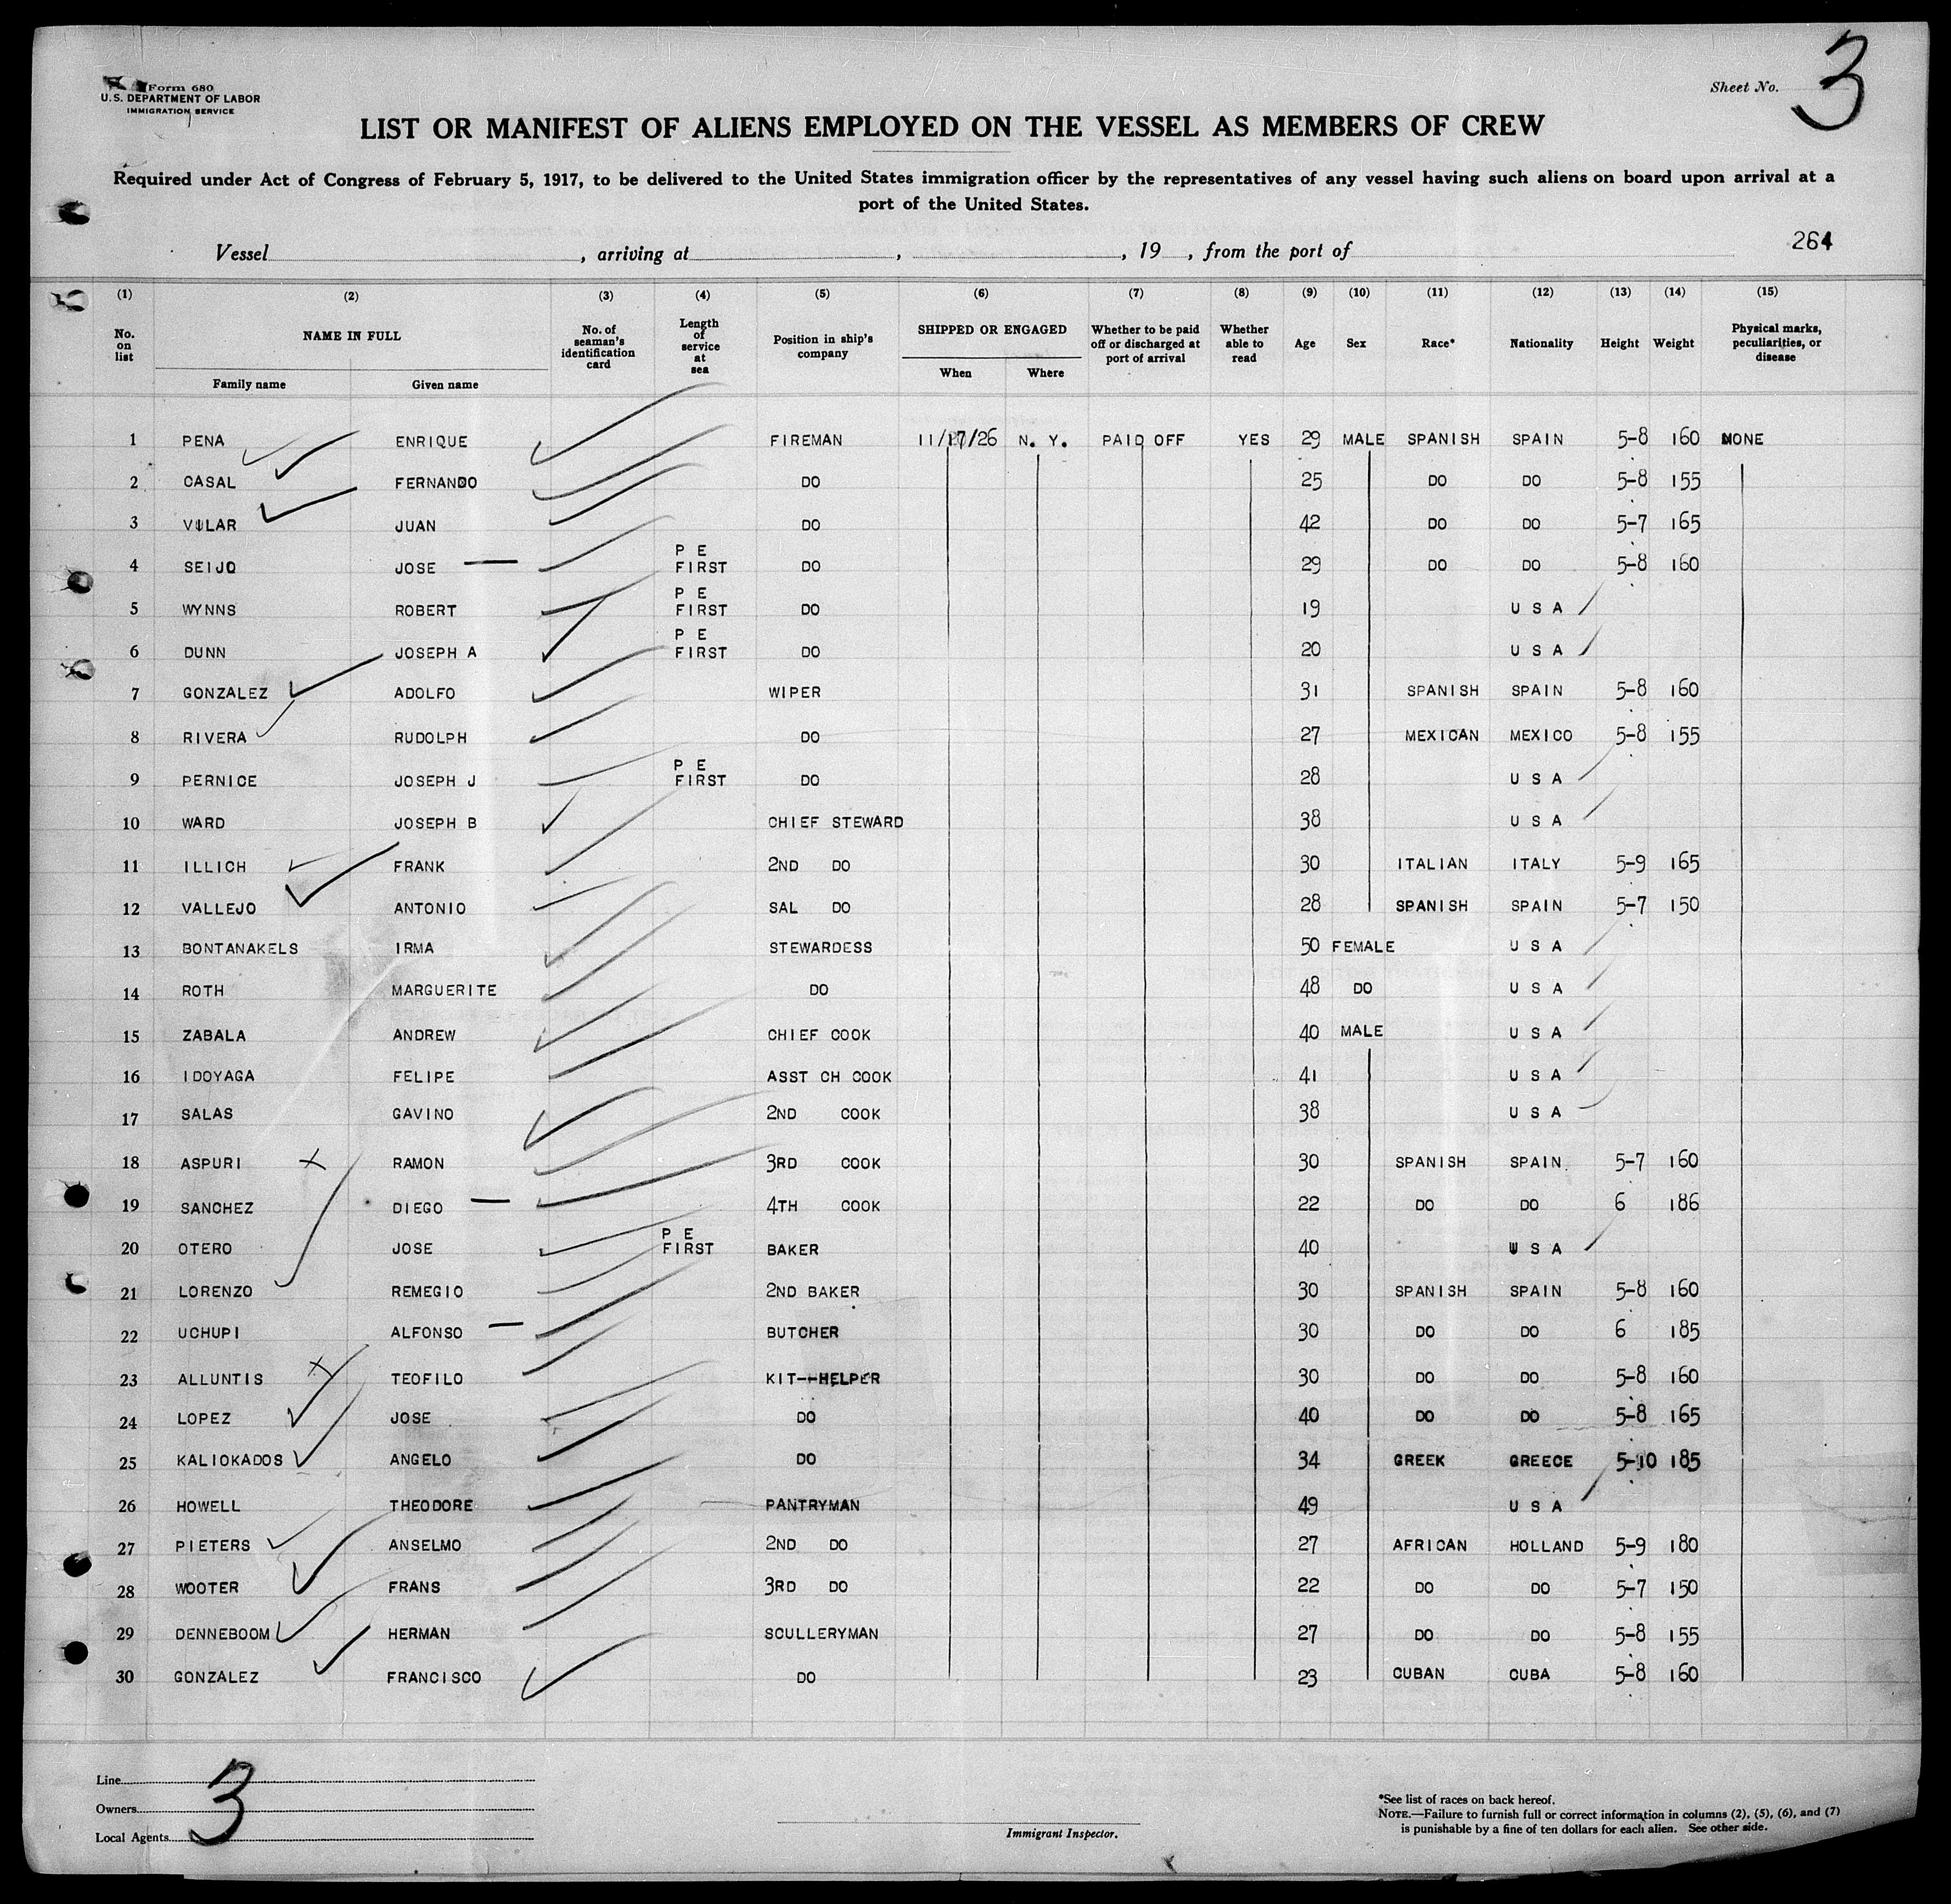 Form 680
U.S. DEPARTMENT OF LABOR
IMMIGRATION SERVICE
Sheet No. 3
LIST OR MANIFEST OF ALIENS EMPLOYED ON THE VESSEL AS MEMBERS OF CREW
Required under Act of Congress of February 5, 1917, to be delivered to the United States immigration officer by the representatives of any vessel having such aliens on board upon arrival at a
port of the United States.
264
Vessel , arriving at , , 19 , from the port of
(1) (2) (3) (4) (5) (6) (7) (8) (9) (10) (11) (12) (13) (14) (15)
No. on list NAME IN FULL Family name Given name No. of seaman's identification card Length of service at sea Position in ship's company SHIPPED OR ENGAGED When Where Whether to be paid off or discharged at port of arrival Whether able to read Age Sex Race* Nationality Height Weight Physical marks, peculiarities, or disease
1 PENA ENRIQUE FIREMAN 11/17/26 N. Y. PAID OFF YES 29 MALE SPANISH SPAIN 5-8 160 NONE
2 CASAL FERNANDO DO 25 DO DO 5-8 155
3 VILAR JUAN DO 42 DO DO 5-7 165
4 SEIJO JOSE P E FIRST DO 29 DO DO 5-8 160
5 WYNNS ROBERT P E FIRST DO 19 U S A
6 DUNN JOSEPH A P E FIRST DO 20 U S A
7 GONZALEZ ADOLFO WIPER 31 SPANISH SPAIN 5-8 160
8 RIVERA RUDOLPH DO 27 MEXICAN MEXICO 5-8 155
9 PERNICE JOSEPH J P E FIRST DO 28 U S A
10 WARD JOSEPH B CHIEF STEWARD 38 U S A
11 ILLICH FRANK 2ND DO 30 ITALIAN ITALY 5-9 165
12 VALLEJO ANTONIO SAL DO 28 SPANISH SPAIN 5-7 150
13 BONTANAKELS IRMA STEWARDESS 50 FEMALE U S A
14 ROTH MARGUERITE DO 48 DO U S A
15 ZABALA ANDREW CHIEF COOK 40 MALE U S A
16 IDOYAGA FELIPE ASST CH COOK 41 U S A
17 SALAS GAVINO 2ND COOK 38 U S A
18 ASPURI RAMON 3RD COOK 30 SPANISH SPAIN 5-7 160
19 SANCHEZ DIEGO 4TH COOK 22 DO DO 6 186
20 OTERO JOSE P E FIRST BAKER 40 U S A
21 LORENZO REMEGIO 2ND BAKER 30 SPANISH SPAIN 5-8 160
22 UCHUPI ALFONSO BUTCHER 30 DO DO 6 185
23 ALLUNTIS TEOFILO KIT--HELPER 30 DO DO 5-8 160
24 LOPEZ JOSE DO 40 DO DO 5-8 165
25 KALIOKADOS ANGELO DO 34 GREEK GREECE 5-10 185
26 HOWELL THEODORE PANTRYMAN 49 U S A
27 PIETERS ANSELMO 2ND DO 27 AFRICAN HOLLAND 5-9 180
28 WOOTER FRANS 3RD DO 22 DO DO 5-7 150
29 DENNEBOOM HERMAN SCULLERYMAN 27 DO DO 5-8 155
30 GONZALEZ FRANCISCO DO 23 CUBAN CUBA 5-8 160
Line
Owners
Local Agents
3
Immigrant Inspector.
*See list of races on back hereof.
NOTE.—Failure to furnish full or correct information in columns (2), (5), (6), and (7)
is punishable by a fine of ten dollars for each alien. See other side.